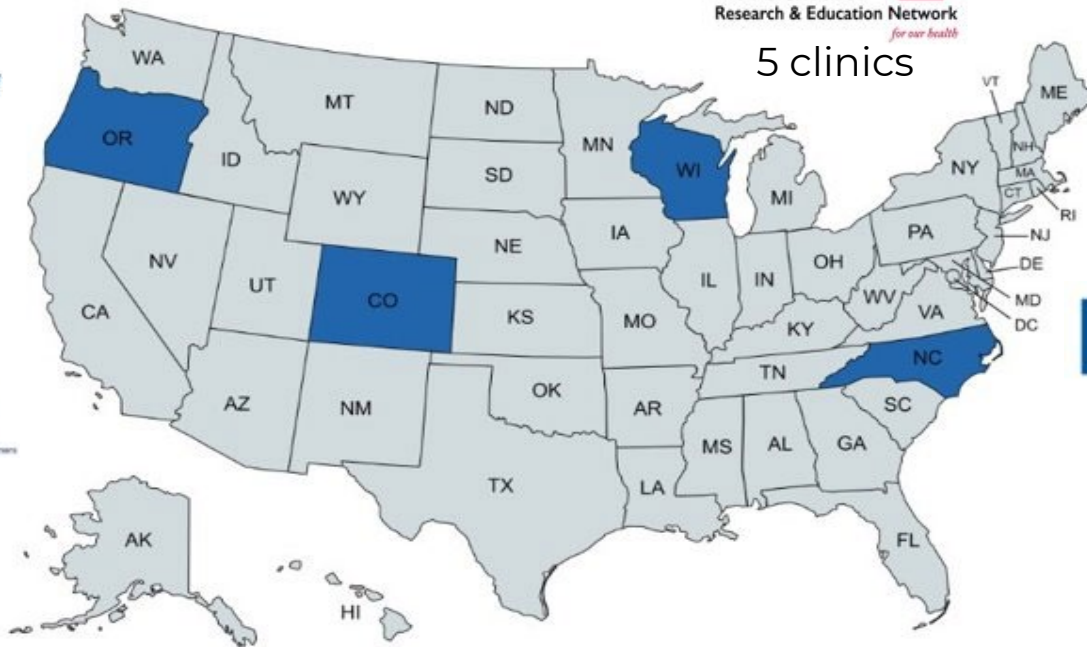 Research & Education Network
for our health
5 clinics
WA
OR
ID
MT
ND
MN
SD
WY
WI
MI
NY
VT
ME
NH
MA
CT
RI
NJ
DE
MD
DC
PA
IA
NE
NV
UT
CA
CO
KS
MO
IL
IN
OH
WV
VA
KY
NC
TN
SC
AZ
NM
OK
AR
MS
AL
GA
TX
LA
FL
AK
HI